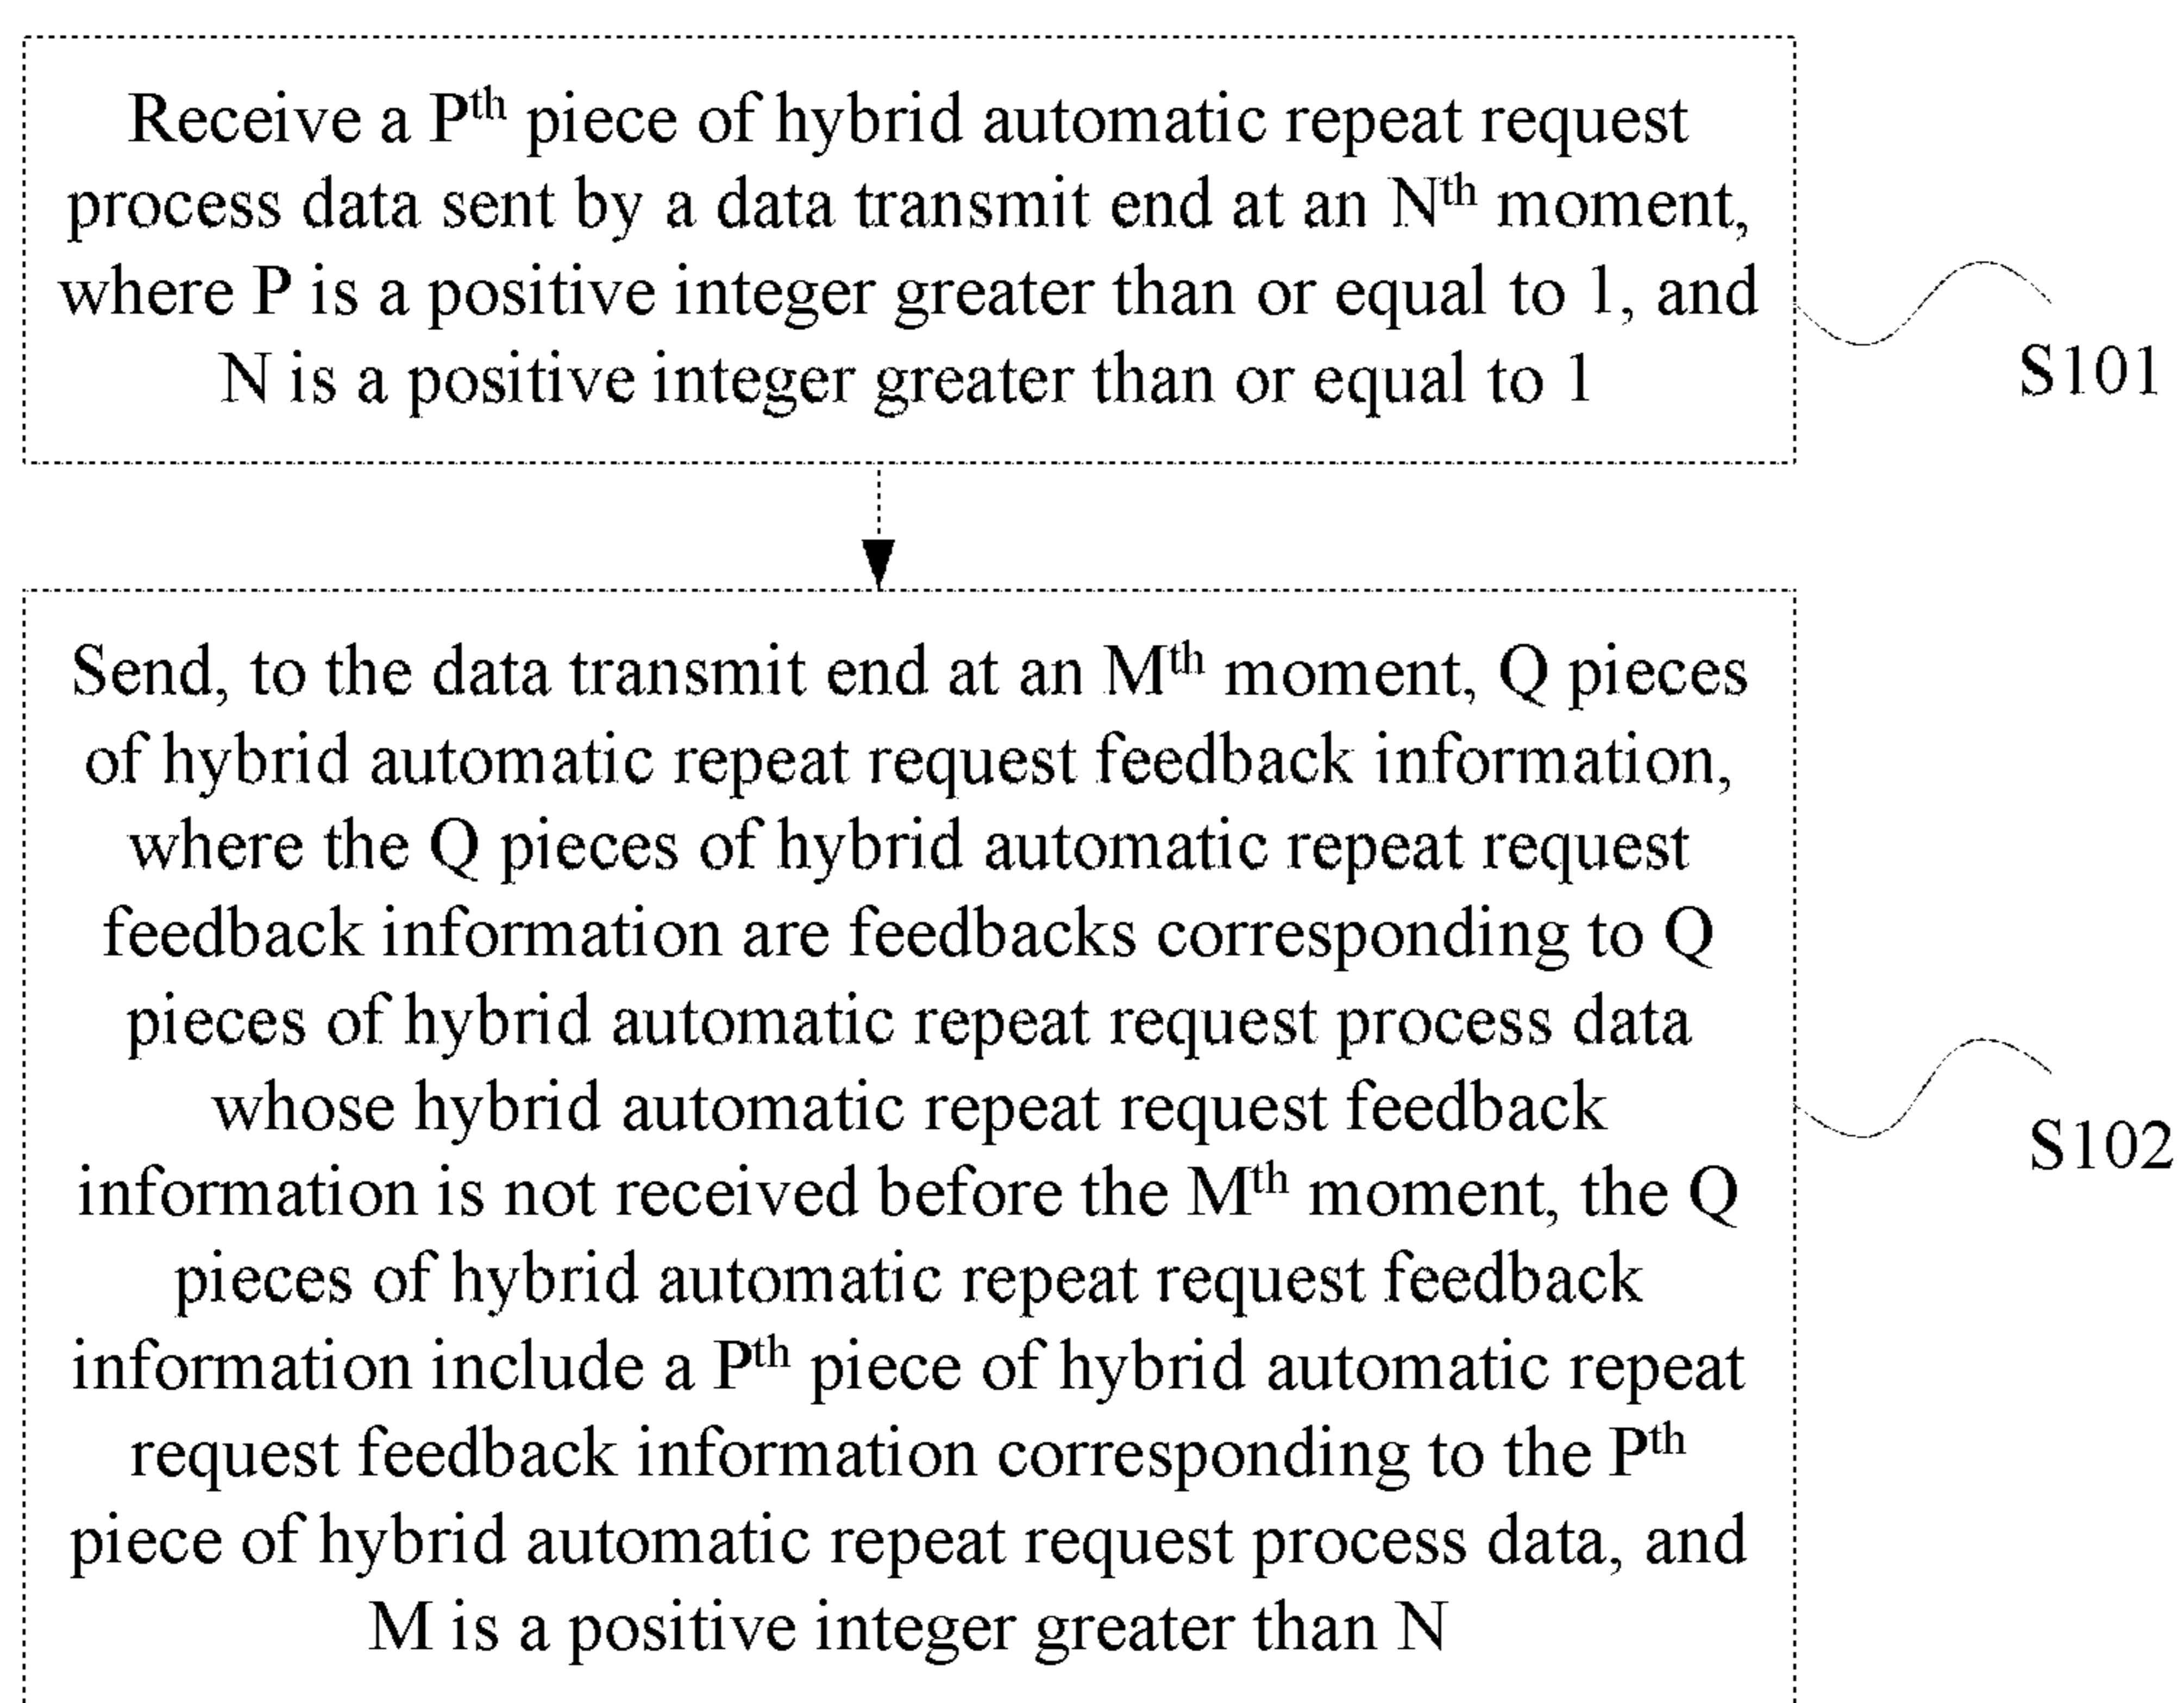 Receive a Pth piece of hybrid automatic repeat request
process data sent by a data transmit end at an Nth moment,
where P is a positive integer greater than or equal to 1, and
N is a positive integer greater than or equal to 1
S101
Send, to the data transmit end at an Mth moment, Q pieces
of hybrid automatic repeat request feedback information,
where the Q pieces of hybrid automatic repeat request
feedback information are feedbacks corresponding to Q
pieces of hybrid automatic repeat request process data
whose hybrid automatic repeat request feedback
information is not received before the Mth moment, the Q
pieces of hybrid automatic repeat request feedback
information include a Pth piece of hybrid automatic repeat
request feedback information corresponding to the Pth
piece of hybrid automatic repeat request process data, and
M is a positive integer greater than N
S102